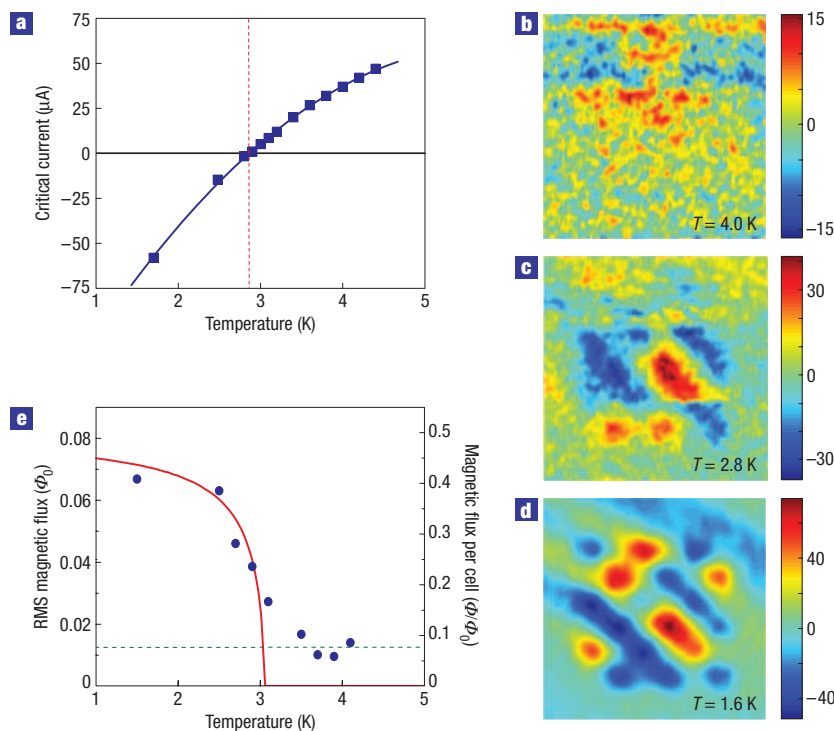 a
75
50
25
0
−25
−50
−75
Critical current (µA)
1
2
3
4
5
Temperature (K)
b
T = 4.0 K
15
0
−15
c
T = 2.8 K
30
0
−30
e
0.08
0.06
0.04
0.02
0
RMS magnetic flux (Φ₀)
0.5
0.4
0.3
0.2
0.1
0
Magnetic flux per cell (Φ/Φ₀)
1
2
3
4
5
Temperature (K)
d
T = 1.6 K
40
0
−40